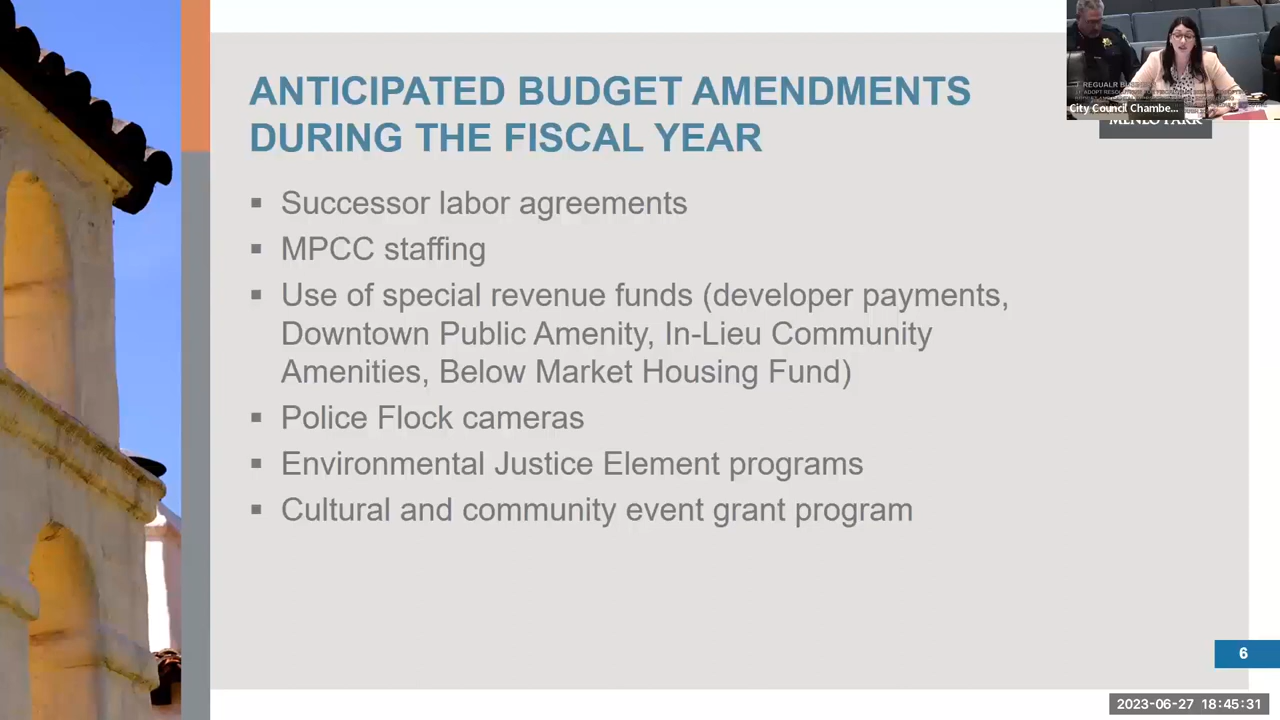 ANTICIPATED BUDGET AMENDMENTS
DURING THE FISCAL YEAR
▪ Successor labor agreements
▪ MPCC staffing
▪ Use of special revenue funds (developer payments,
Downtown Public Amenity, In-Lieu Community
Amenities, Below Market Housing Fund)
▪ Police Flock cameras
▪ Environmental Justice Element programs
▪ Cultural and community event grant program
City Council Chambe...
MENLO PARK
6
2023-06-27 18:45:31